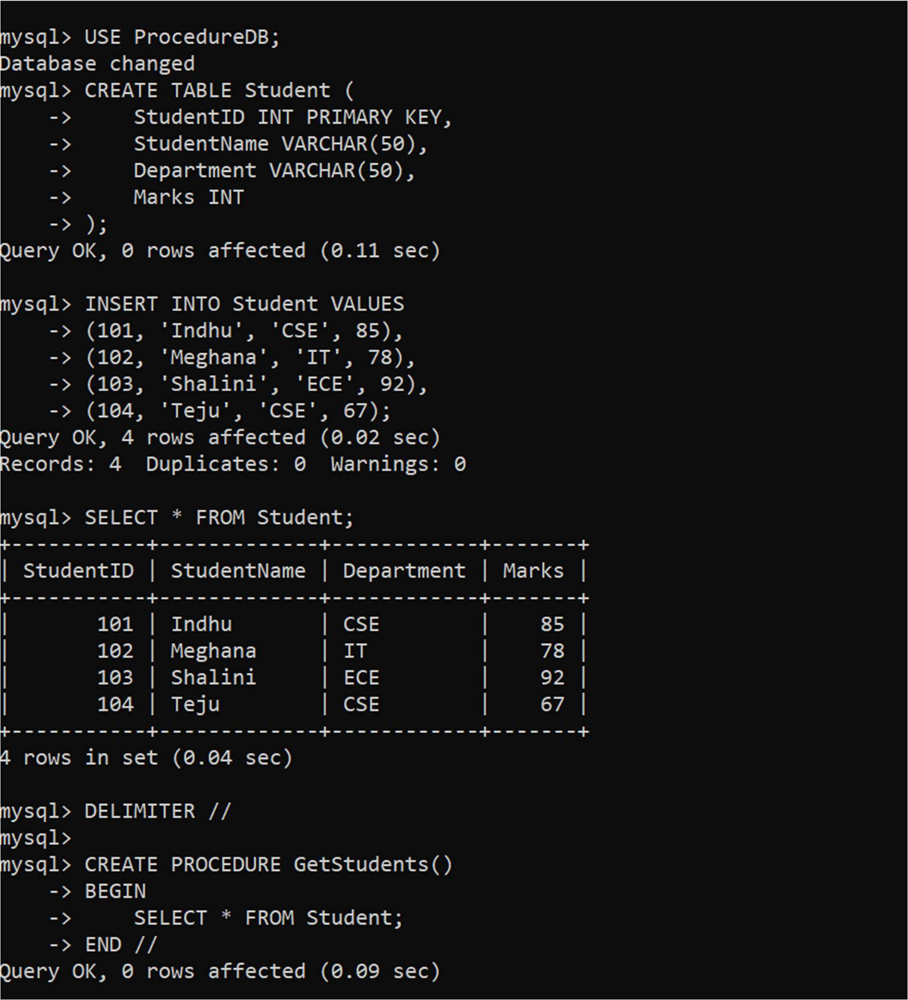 mysql> USE ProcedureDB;
Database changed
mysql> CREATE TABLE Student (
    ->     StudentID INT PRIMARY KEY,
    ->     StudentName VARCHAR(50),
    ->     Department VARCHAR(50),
    ->     Marks INT
    -> );
Query OK, 0 rows affected (0.11 sec)

mysql> INSERT INTO Student VALUES
    -> (101, 'Indhu', 'CSE', 85),
    -> (102, 'Meghana', 'IT', 78),
    -> (103, 'Shalini', 'ECE', 92),
    -> (104, 'Teju', 'CSE', 67);
Query OK, 4 rows affected (0.02 sec)
Records: 4  Duplicates: 0  Warnings: 0

mysql> SELECT * FROM Student;
+-----------+-------------+------------+-------+
| StudentID | StudentName | Department | Marks |
+-----------+-------------+------------+-------+
|       101 | Indhu       | CSE        |    85 |
|       102 | Meghana     | IT         |    78 |
|       103 | Shalini     | ECE        |    92 |
|       104 | Teju        | CSE        |    67 |
+-----------+-------------+------------+-------+
4 rows in set (0.04 sec)

mysql> DELIMITER //
mysql>
mysql> CREATE PROCEDURE GetStudents()
    -> BEGIN
    ->     SELECT * FROM Student;
    -> END //
Query OK, 0 rows affected (0.09 sec)